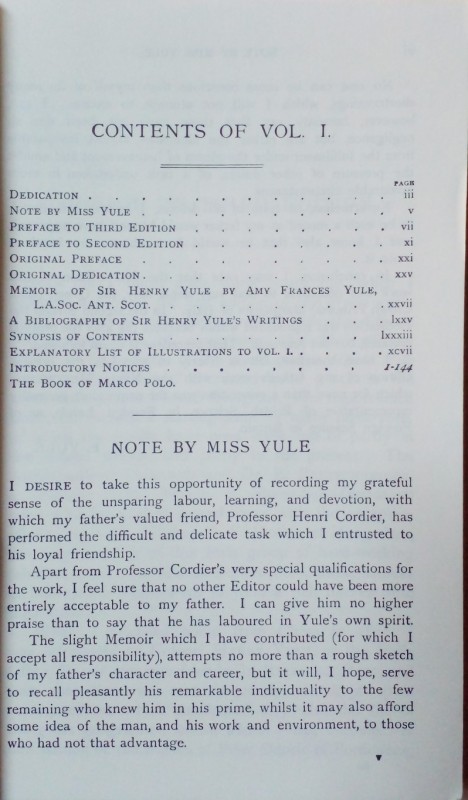 CONTENTS OF VOL. I.
PAGE
DEDICATION . . . . . . . . . . . iii
NOTE BY MISS YULE . . . . . . . . . v
PREFACE TO THIRD EDITION . . . . . . . vii
PREFACE TO SECOND EDITION . . . . . . . xi
ORIGINAL PREFACE . . . . . . . . . xxi
ORIGINAL DEDICATION . . . . . . . . . xxv
MEMOIR OF SIR HENRY YULE BY AMY FRANCES YULE,
L.A.SOC. ANT. SCOT. . . . . . . . xxvii
A BIBLIOGRAPHY OF SIR HENRY YULE'S WRITINGS . . . lxxv
SYNOPSIS OF CONTENTS . . . . . . . lxxxiii
EXPLANATORY LIST OF ILLUSTRATIONS TO VOL. I. . . . . xcvii
INTRODUCTORY NOTICES . . . . . . . 1-144
THE BOOK OF MARCO POLO.
NOTE BY MISS YULE
I DESIRE to take this opportunity of recording my grateful
sense of the unsparing labour, learning, and devotion, with
which my father's valued friend, Professor Henri Cordier, has
performed the difficult and delicate task which I entrusted to
his loyal friendship.
Apart from Professor Cordier's very special qualifications for
the work, I feel sure that no other Editor could have been more
entirely acceptable to my father. I can give him no higher
praise than to say that he has laboured in Yule's own spirit.
The slight Memoir which I have contributed (for which I
accept all responsibility), attempts no more than a rough sketch
of my father's character and career, but it will, I hope, serve
to recall pleasantly his remarkable individuality to the few
remaining who knew him in his prime, whilst it may also afford
some idea of the man, and his work and environment, to those
who had not that advantage.
v